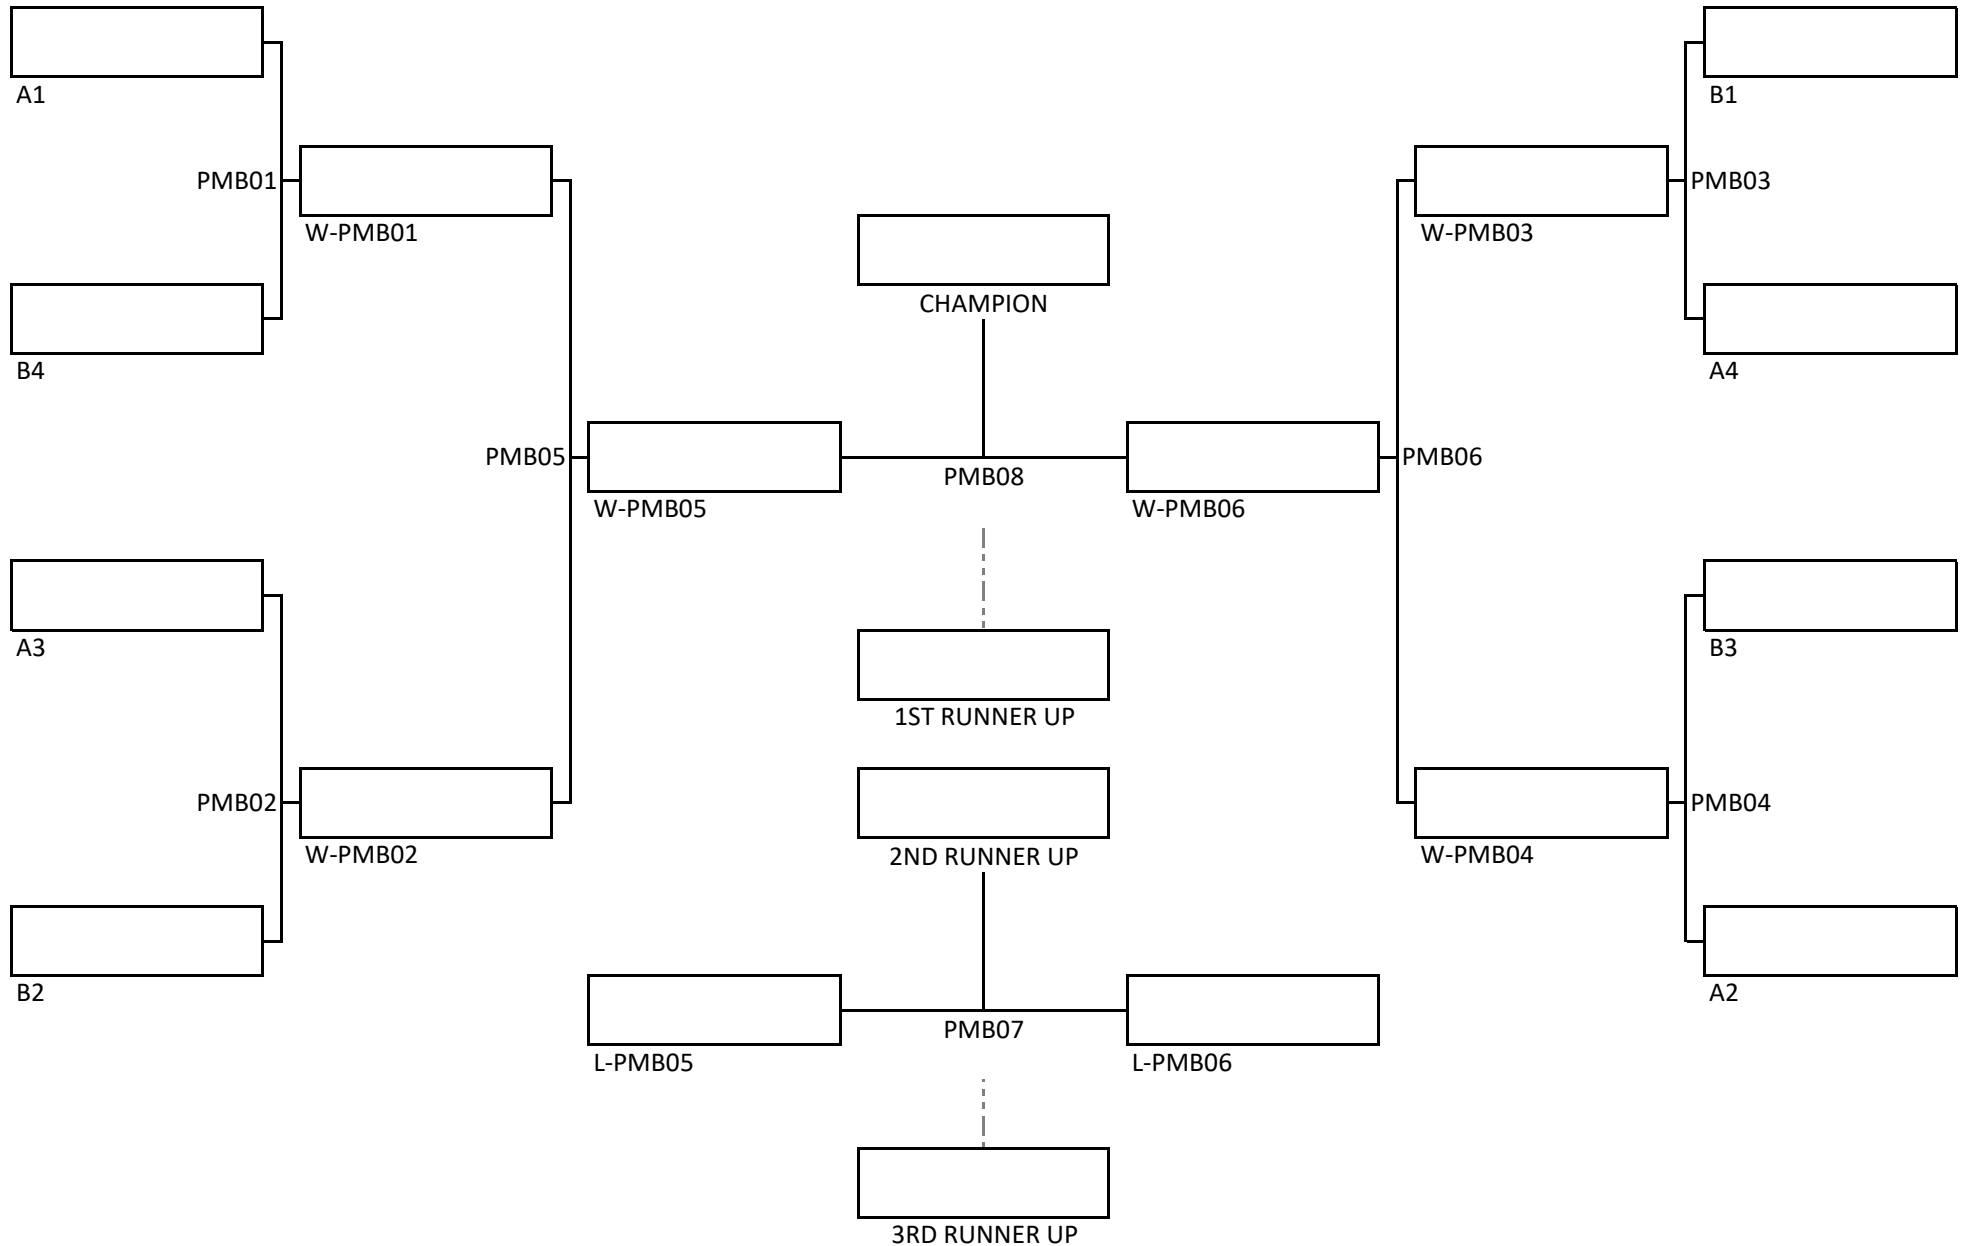 A1
B1
PMB01
PMB03
W-PMB01
W-PMB03
CHAMPION
B4
A4
PMB05
PMB06
PMB08
W-PMB05
W-PMB06
A3
B3
1ST RUNNER UP
PMB02
PMB04
W-PMB02
2ND RUNNER UP
W-PMB04
B2
A2
PMB07
L-PMB05
L-PMB06
3RD RUNNER UP